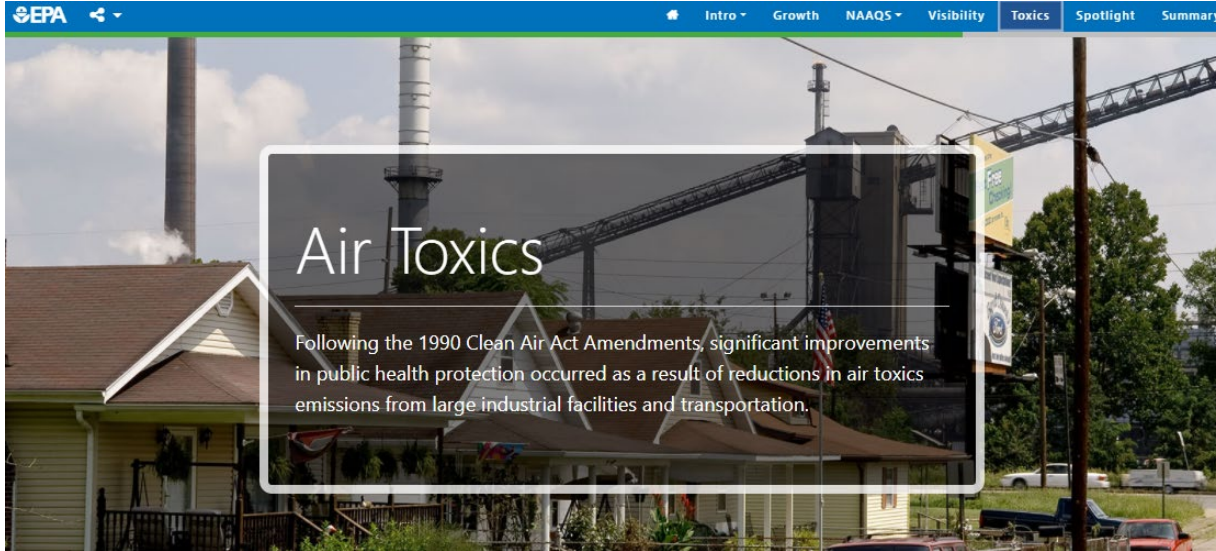 EPA
Intro Growth NAAQS Visibility Toxics Spotlight Summary
Free
Checking
Air Toxics
Following the 1990 Clean Air Act Amendments, significant improvements
in public health protection occurred as a result of reductions in air toxics
emissions from large industrial facilities and transportation.
Ford